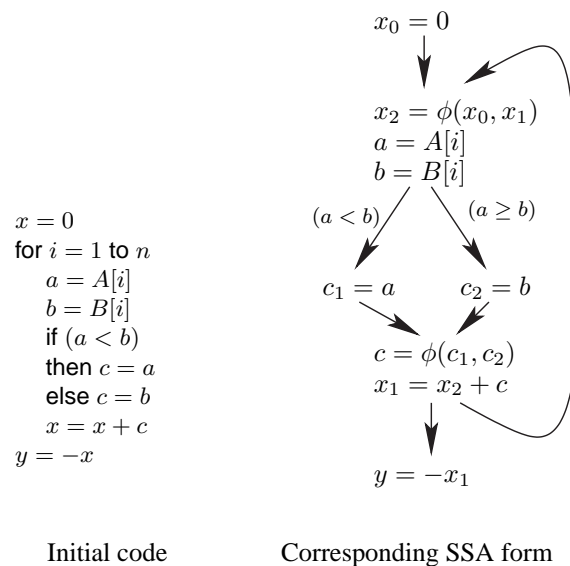 x = 0
for i = 1 to n
a = A[i]
b = B[i]
if (a < b)
then c = a
else c = b
x = x + c
y = −x
Initial code
x₀ = 0
x₂ = ϕ(x₀, x₁)
a = A[i]
b = B[i]
(a < b)
(a ≥ b)
c₁ = a
c₂ = b
c = ϕ(c₁, c₂)
x₁ = x₂ + c
y = −x₁
Corresponding SSA form